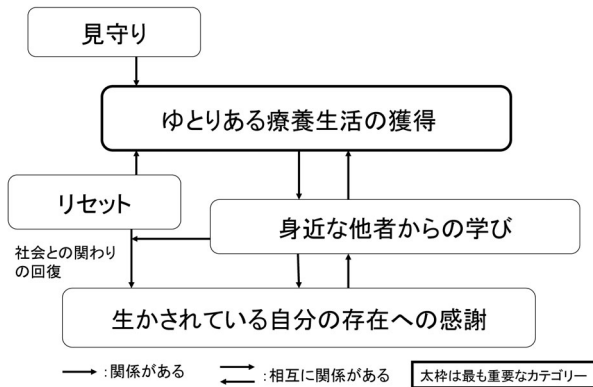 見守り
ゆとりある療養生活の獲得
リセット
身近な他者からの学び
社会との関わり
の回復
生かされている自分の存在への感謝
:関係がある
:相互に関係がある
太枠は最も重要なカテゴリー